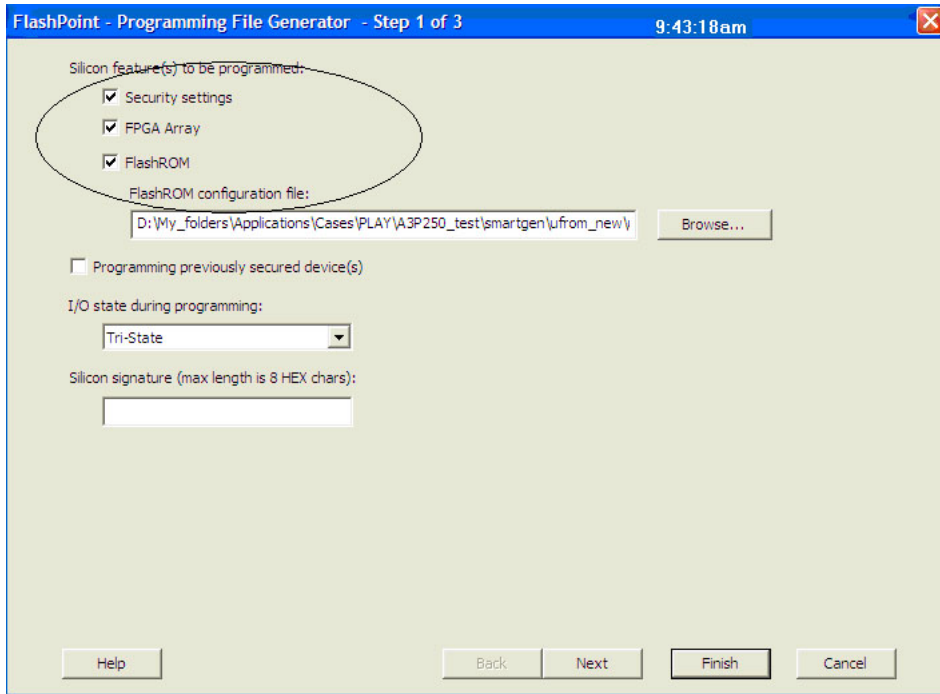 FlashPoint - Programming File Generator - Step 1 of 3 9:43:18am
Silicon feature(s) to be programmed:
Security settings
FPGA Array
FlashROM
FlashROM configuration file:
D:\My_folders\Applications\Cases\PLAY\A3P250_test\smartgen\ufrom_new\ Browse...
Programming previously secured device(s)
I/O state during programming:
Tri-State
Silicon signature (max length is 8 HEX chars):
Help Back Next Finish Cancel